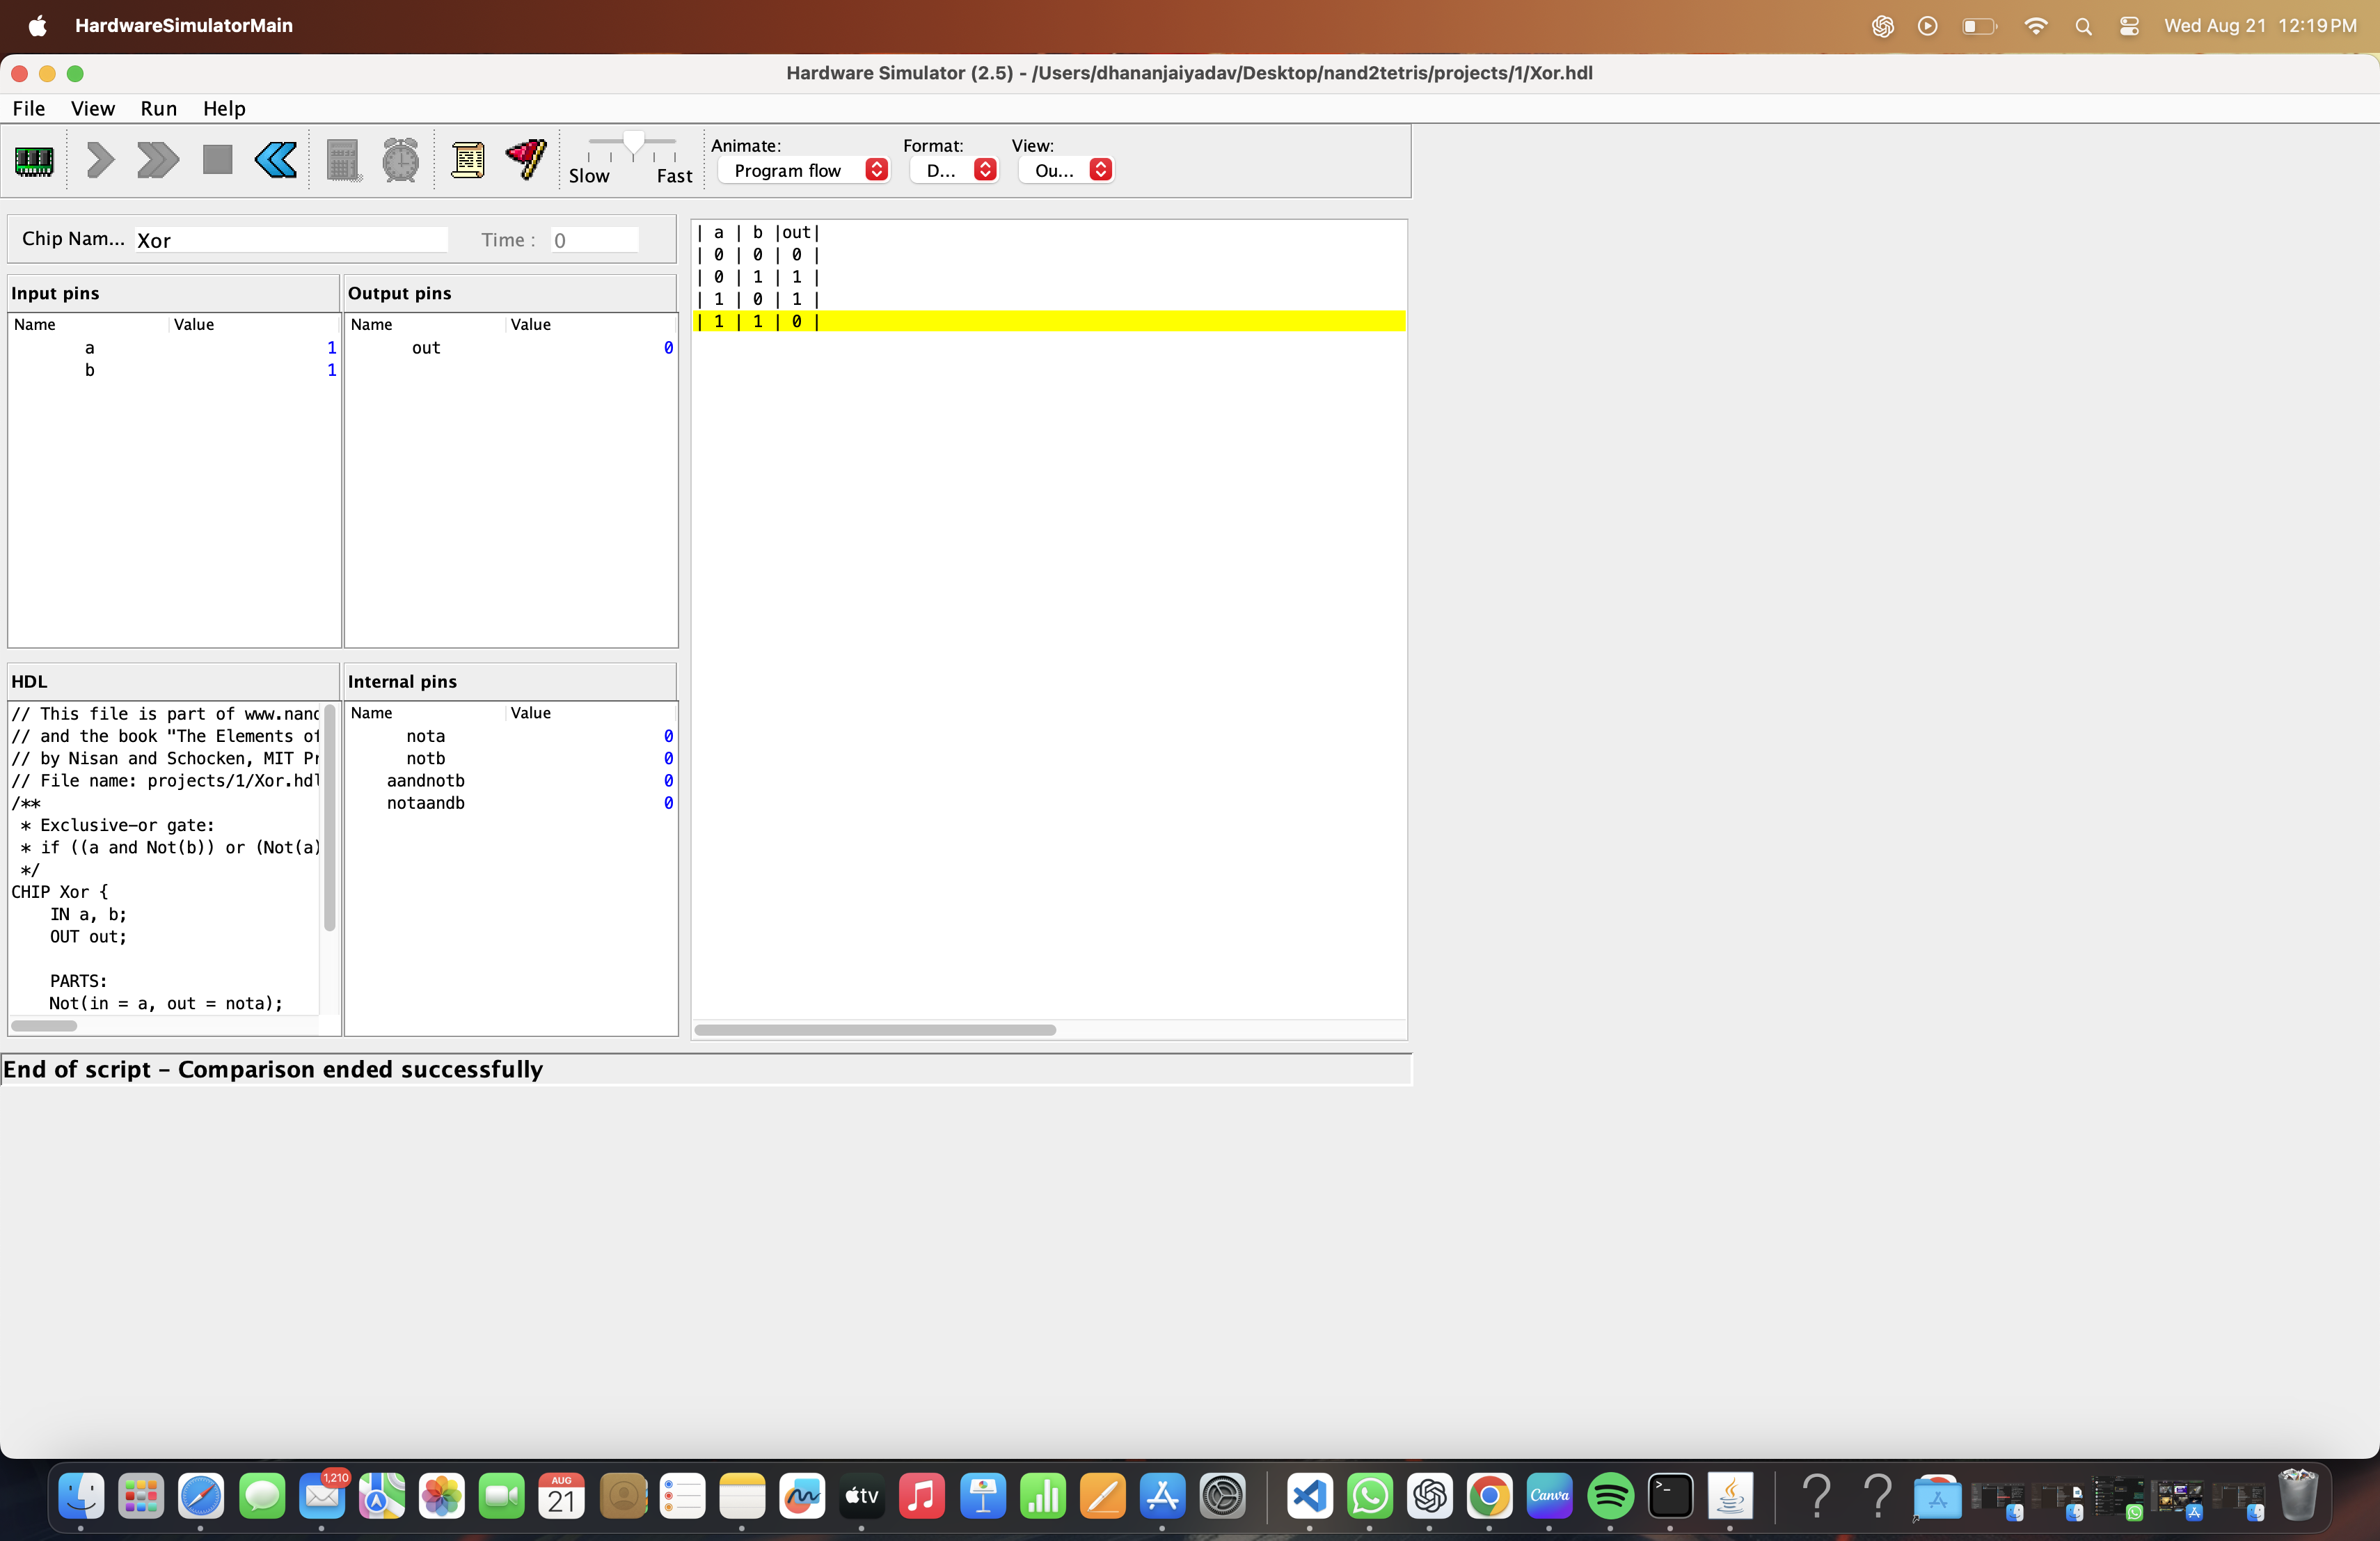 HardwareSimulatorMain
Wed Aug 21 12:19 PM
Hardware Simulator (2.5) - /Users/dhananjaiyadav/Desktop/nand2tetris/projects/1/Xor.hdl
File View Run Help
Slow Fast
Animate: Format: View:
Program flow D... Ou...
Chip Nam... Xor Time : 0
Input pins
Name Value
a 1
b 1
Output pins
Name Value
out 0
| a | b |out|
| 0 | 0 | 0 |
| 0 | 1 | 1 |
| 1 | 0 | 1 |
| 1 | 1 | 0 |
HDL
// This file is part of www.nand
// and the book "The Elements of
// by Nisan and Schocken, MIT Pr
// File name: projects/1/Xor.hdl
/**
* Exclusive-or gate:
* if ((a and Not(b)) or (Not(a)
*/
CHIP Xor {
IN a, b;
OUT out;
PARTS:
Not(in = a, out = nota);
Internal pins
Name Value
nota 0
notb 0
aandnotb 0
notaandb 0
End of script - Comparison ended successfully
1,210
AUG
21
tv
Canva
>_
? ?